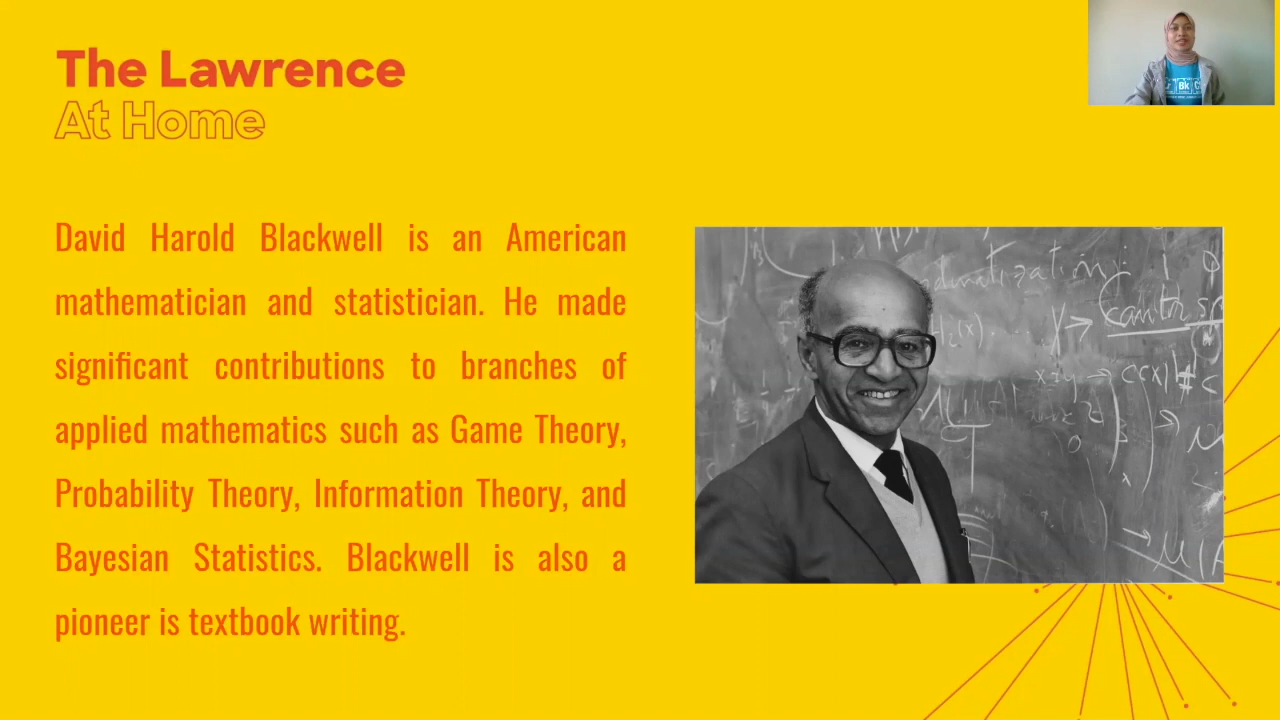 The Lawrence
At Home
David Harold Blackwell is an American
mathematician and statistician. He made
significant contributions to branches of
applied mathematics such as Game Theory,
Probability Theory, Information Theory, and
Bayesian Statistics. Blackwell is also a
pioneer is textbook writing.
Bk